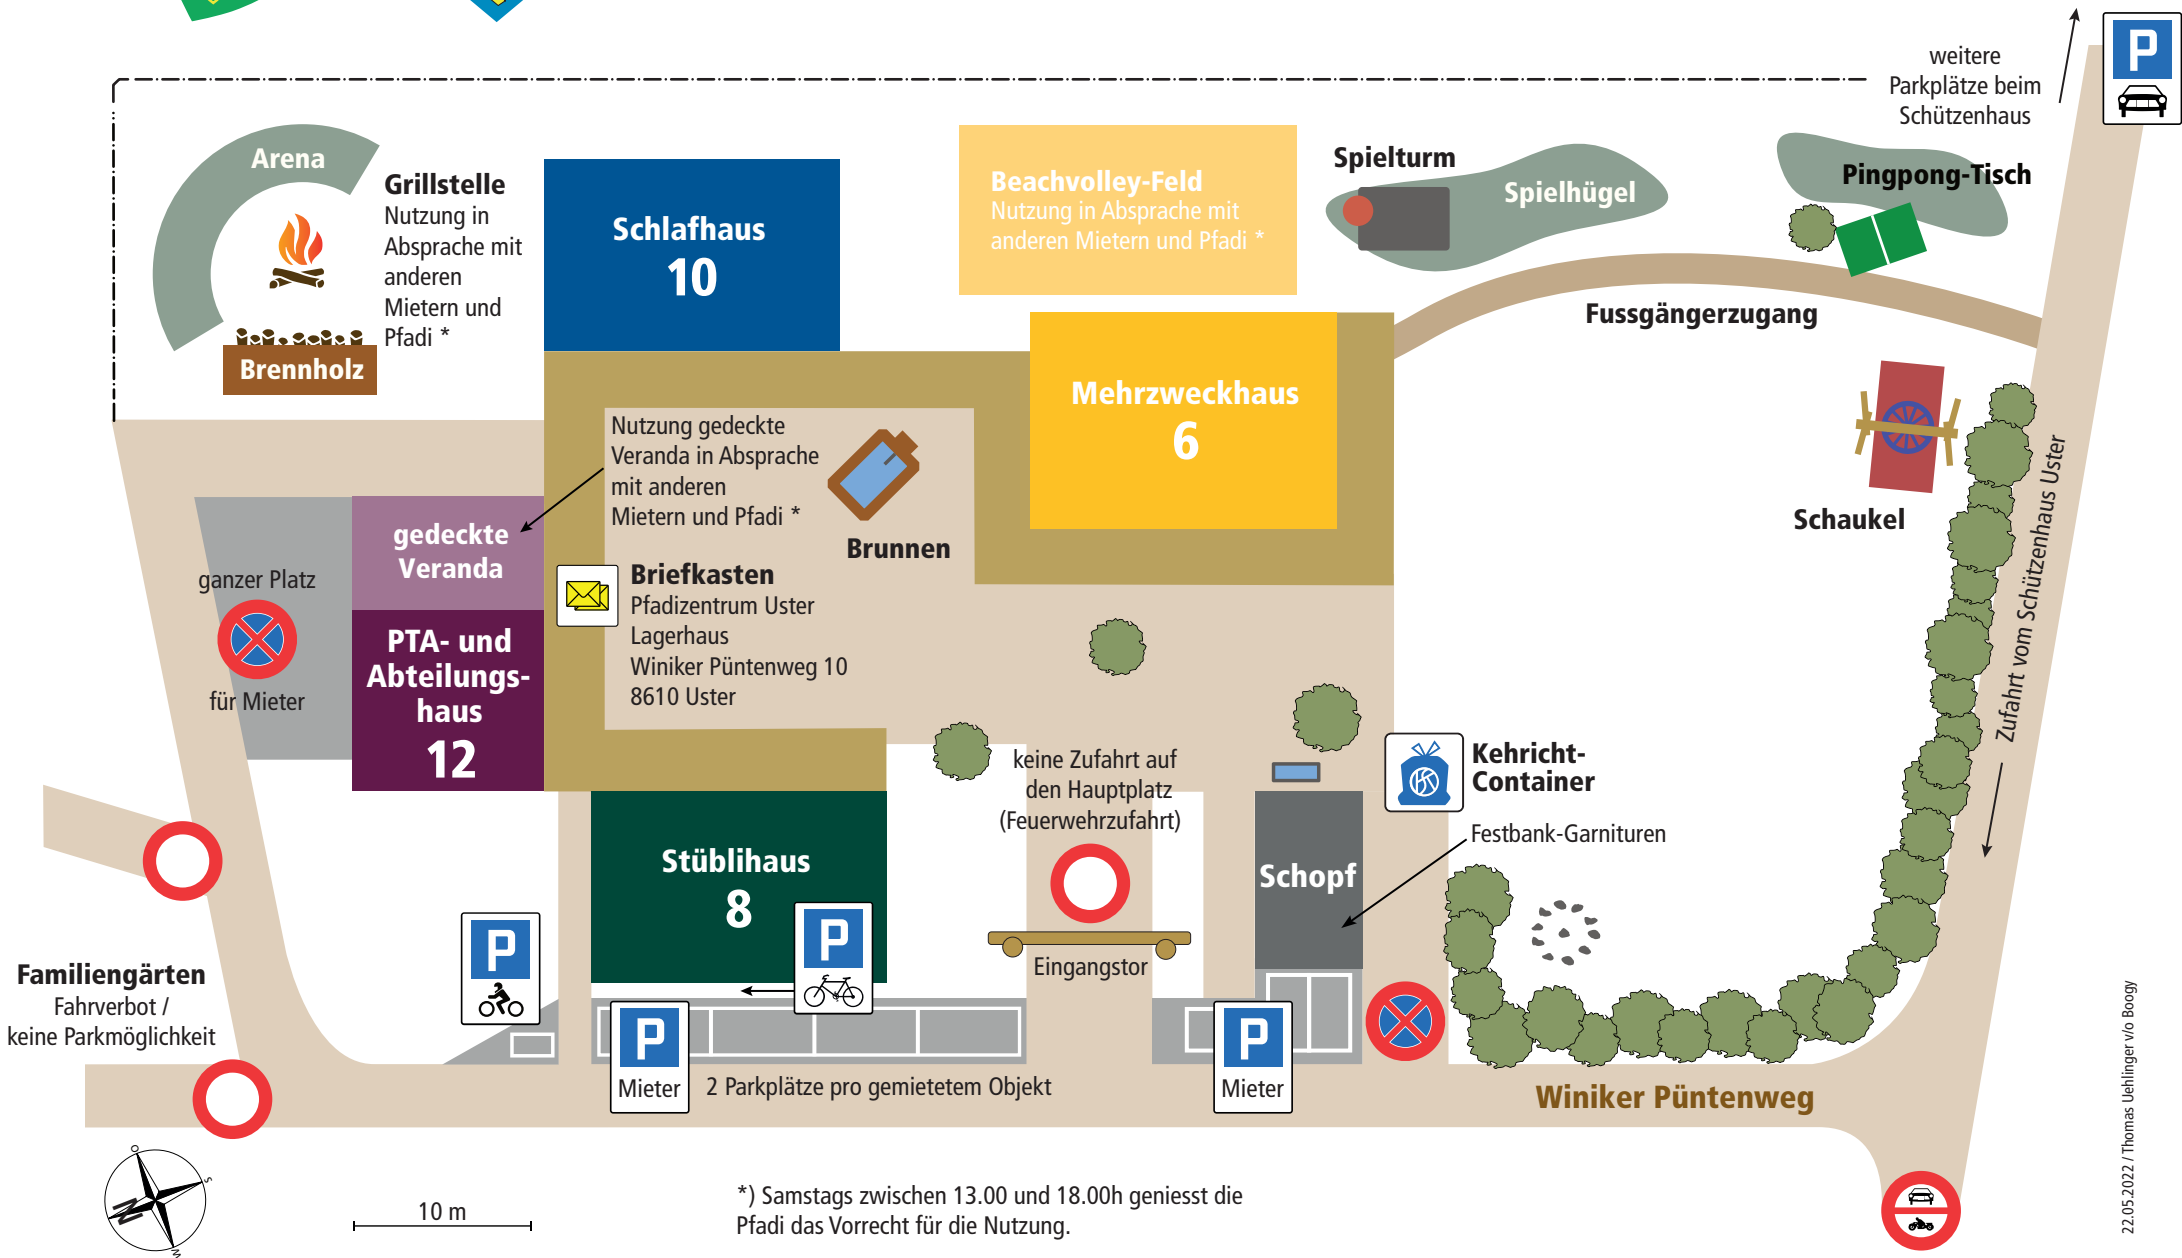 weitere
Parkplätze beim
Schützenhaus
P
Arena
Grillstelle
Nutzung in
Absprache mit
anderen
Mietern und
Pfadi *
Brennholz
Schlafhaus
10
Beachvolley-Feld
Nutzung in Absprache mit
anderen Mietern und Pfadi *
Spielturm
Spielhügel
Pingpong-Tisch
Fussgängerzugang
Mehrzweckhaus
6
Nutzung gedeckte
Veranda in Absprache
mit anderen
Mietern und Pfadi *
Brunnen
Schaukel
Zufahrt vom Schützenhaus Uster
gedeckte
Veranda
ganzer Platz
für Mieter
Briefkasten
Pfadizentrum Uster
Lagerhaus
Winiker Püntenweg 10
8610 Uster
PTA- und
Abteilungs-
haus
12
keine Zufahrt auf
den Hauptplatz
(Feuerwehrzufahrt)
Kehricht-
Container
Festbank-Garnituren
Stüblihaus
8
Schopf
P
P
Eingangstor
Familiengärten
Fahrverbot /
keine Parkmöglichkeit
P
Mieter
2 Parkplätze pro gemietetem Objekt
P
Mieter
Winiker Püntenweg
O
S
N
W
10 m
*) Samstags zwischen 13.00 und 18.00h geniesst die
Pfadi das Vorrecht für die Nutzung.
22.05.2022 / Thomas Uehlinger v/o Boogy